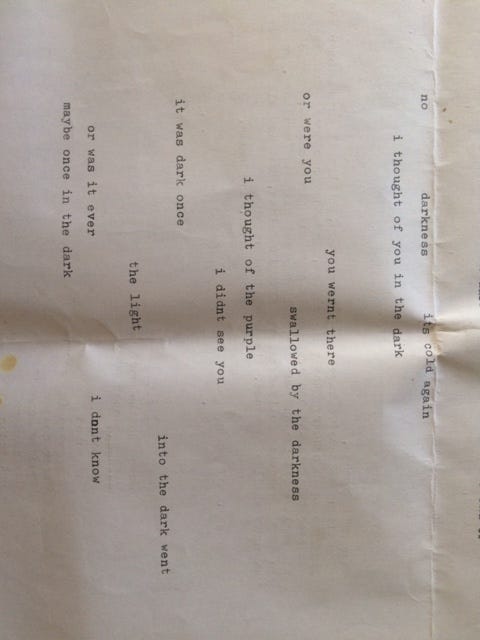 no darkness its cold again
i thought of you in the dark
you wernt there
or were you
swallowed by the darkness
i thought of the purple
i didnt see you
it was dark once
into the dark went
the light
or was it ever i dont know
maybe once in the dark